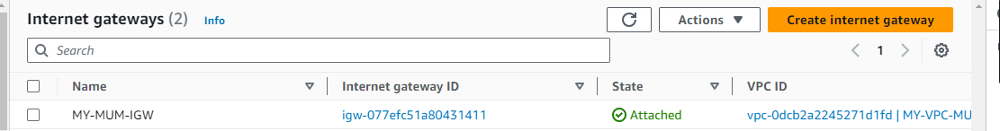 Internet gateways (2) Info Actions Create internet gateway
Search 1
Name Internet gateway ID State VPC ID
MY-MUM-IGW igw-077efc51a80431411 Attached vpc-0dcb2a2245271d1fd | MY-VPC-MU